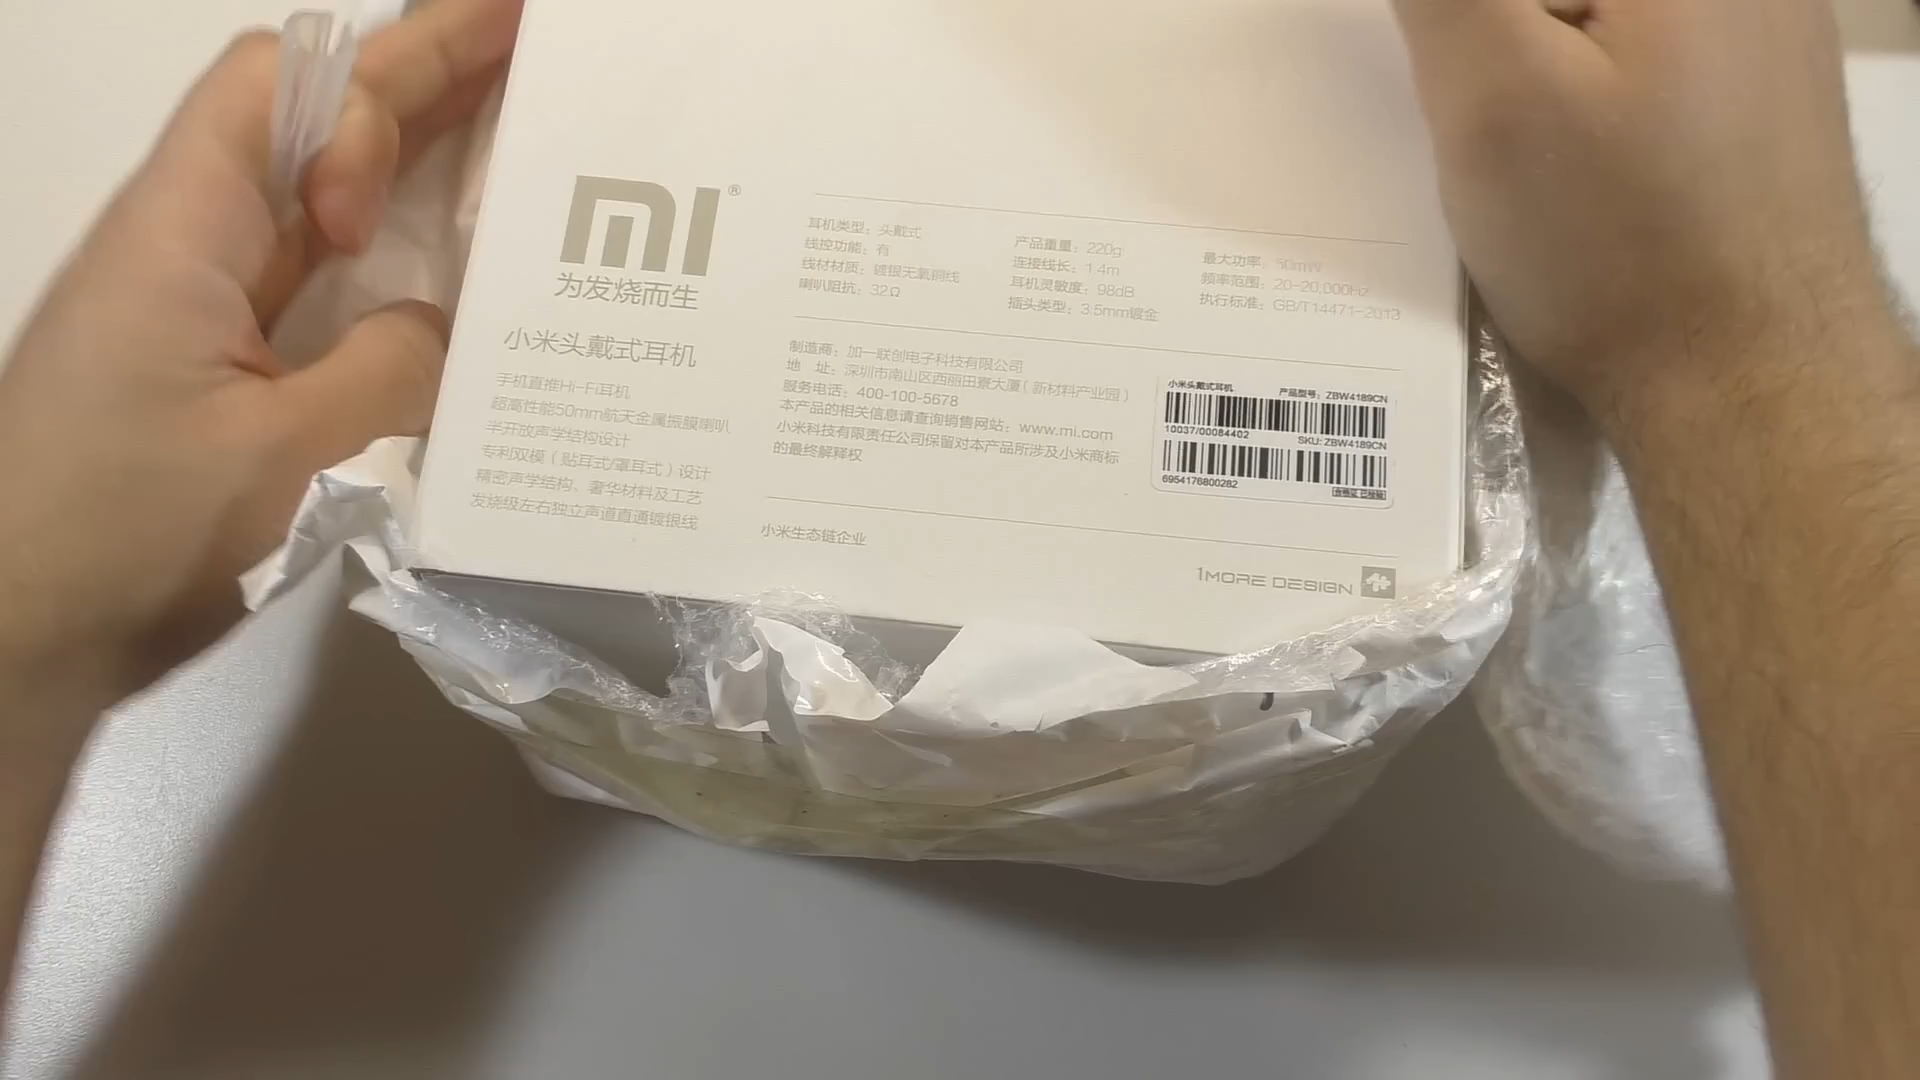 mi®
为发烧而生
小米头戴式耳机
手机直推Hi-Fi耳机
超高性能50mm航天金属振膜喇叭
半开放声学结构设计
专利双模（贴耳式/罩耳式）设计
精密声学结构、奢华材料及工艺
发烧级左右独立声道直通镀银线
耳机类型：头戴式
线控功能：有
线材材质：镀银无氧铜线
喇叭阻抗：32Ω
产品重量：220g
连接线长：1.4m
耳机灵敏度：98dB
插头类型：3.5mm镀金
最大功率：50mW
频率范围：20-20,000Hz
执行标准：GB/T14471-2013
制造商：加一联创电子科技有限公司
地　址：深圳市南山区西丽田寮大厦（新材料产业园）
服务电话：400-100-5678
本产品的相关信息请查询销售网站：www.mi.com
小米科技有限责任公司保留对本产品所涉及小米商标
的最终解释权
小米头戴式耳机 产品型号：ZBW4189CN
10037/00084402 SKU: ZBW4189CN
6954176800282 合格证 已检验
小米生态链企业
1MORE DESIGN